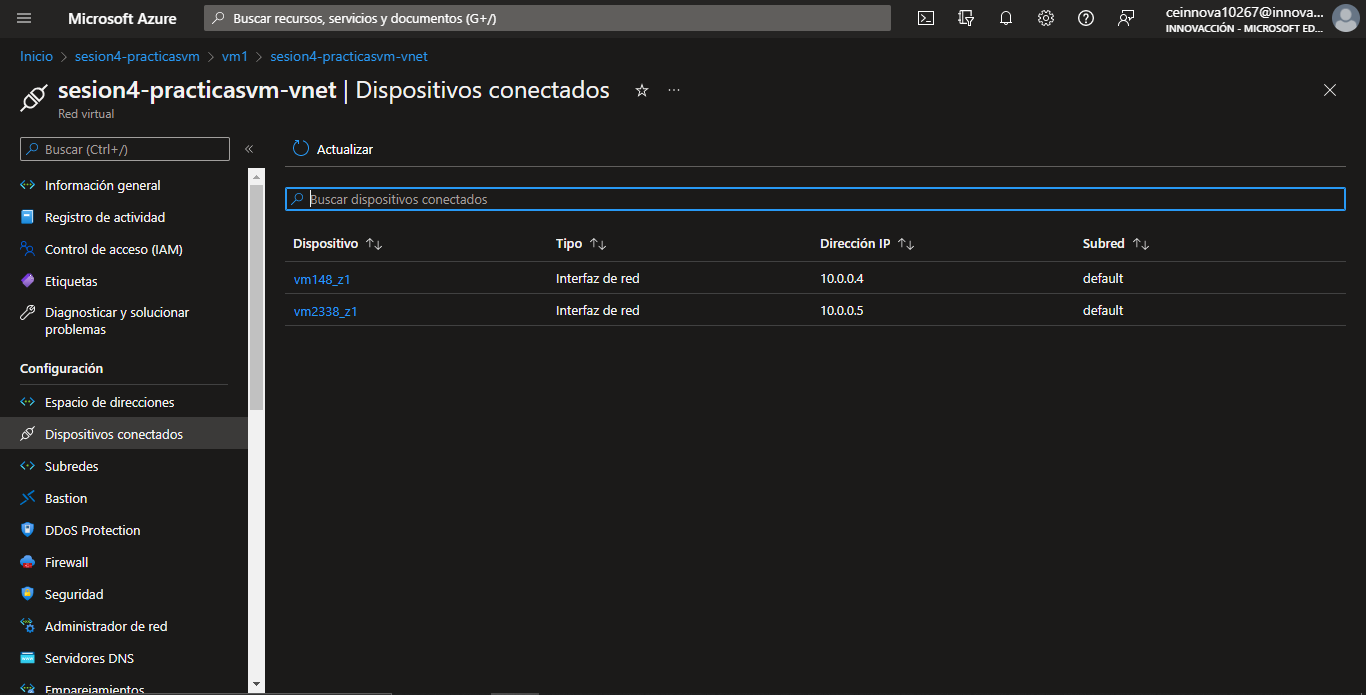 Microsoft Azure
Buscar recursos, servicios y documentos (G+/)
ceinnova10267@innova...
INNOVACCIÓN - MICROSOFT ED...
Inicio > sesion4-practicasvm > vm1 > sesion4-practicasvm-vnet
sesion4-practicasvm-vnet | Dispositivos conectados
Red virtual
Buscar (Ctrl+/)
Información general
Registro de actividad
Control de acceso (IAM)
Etiquetas
Diagnosticar y solucionar
problemas
Configuración
Espacio de direcciones
Dispositivos conectados
Subredes
Bastion
DDoS Protection
Firewall
Seguridad
Administrador de red
Servidores DNS
Emparejamientos
Actualizar
Buscar dispositivos conectados
Dispositivo Tipo Dirección IP Subred
vm148_z1 Interfaz de red 10.0.0.4 default
vm2338_z1 Interfaz de red 10.0.0.5 default